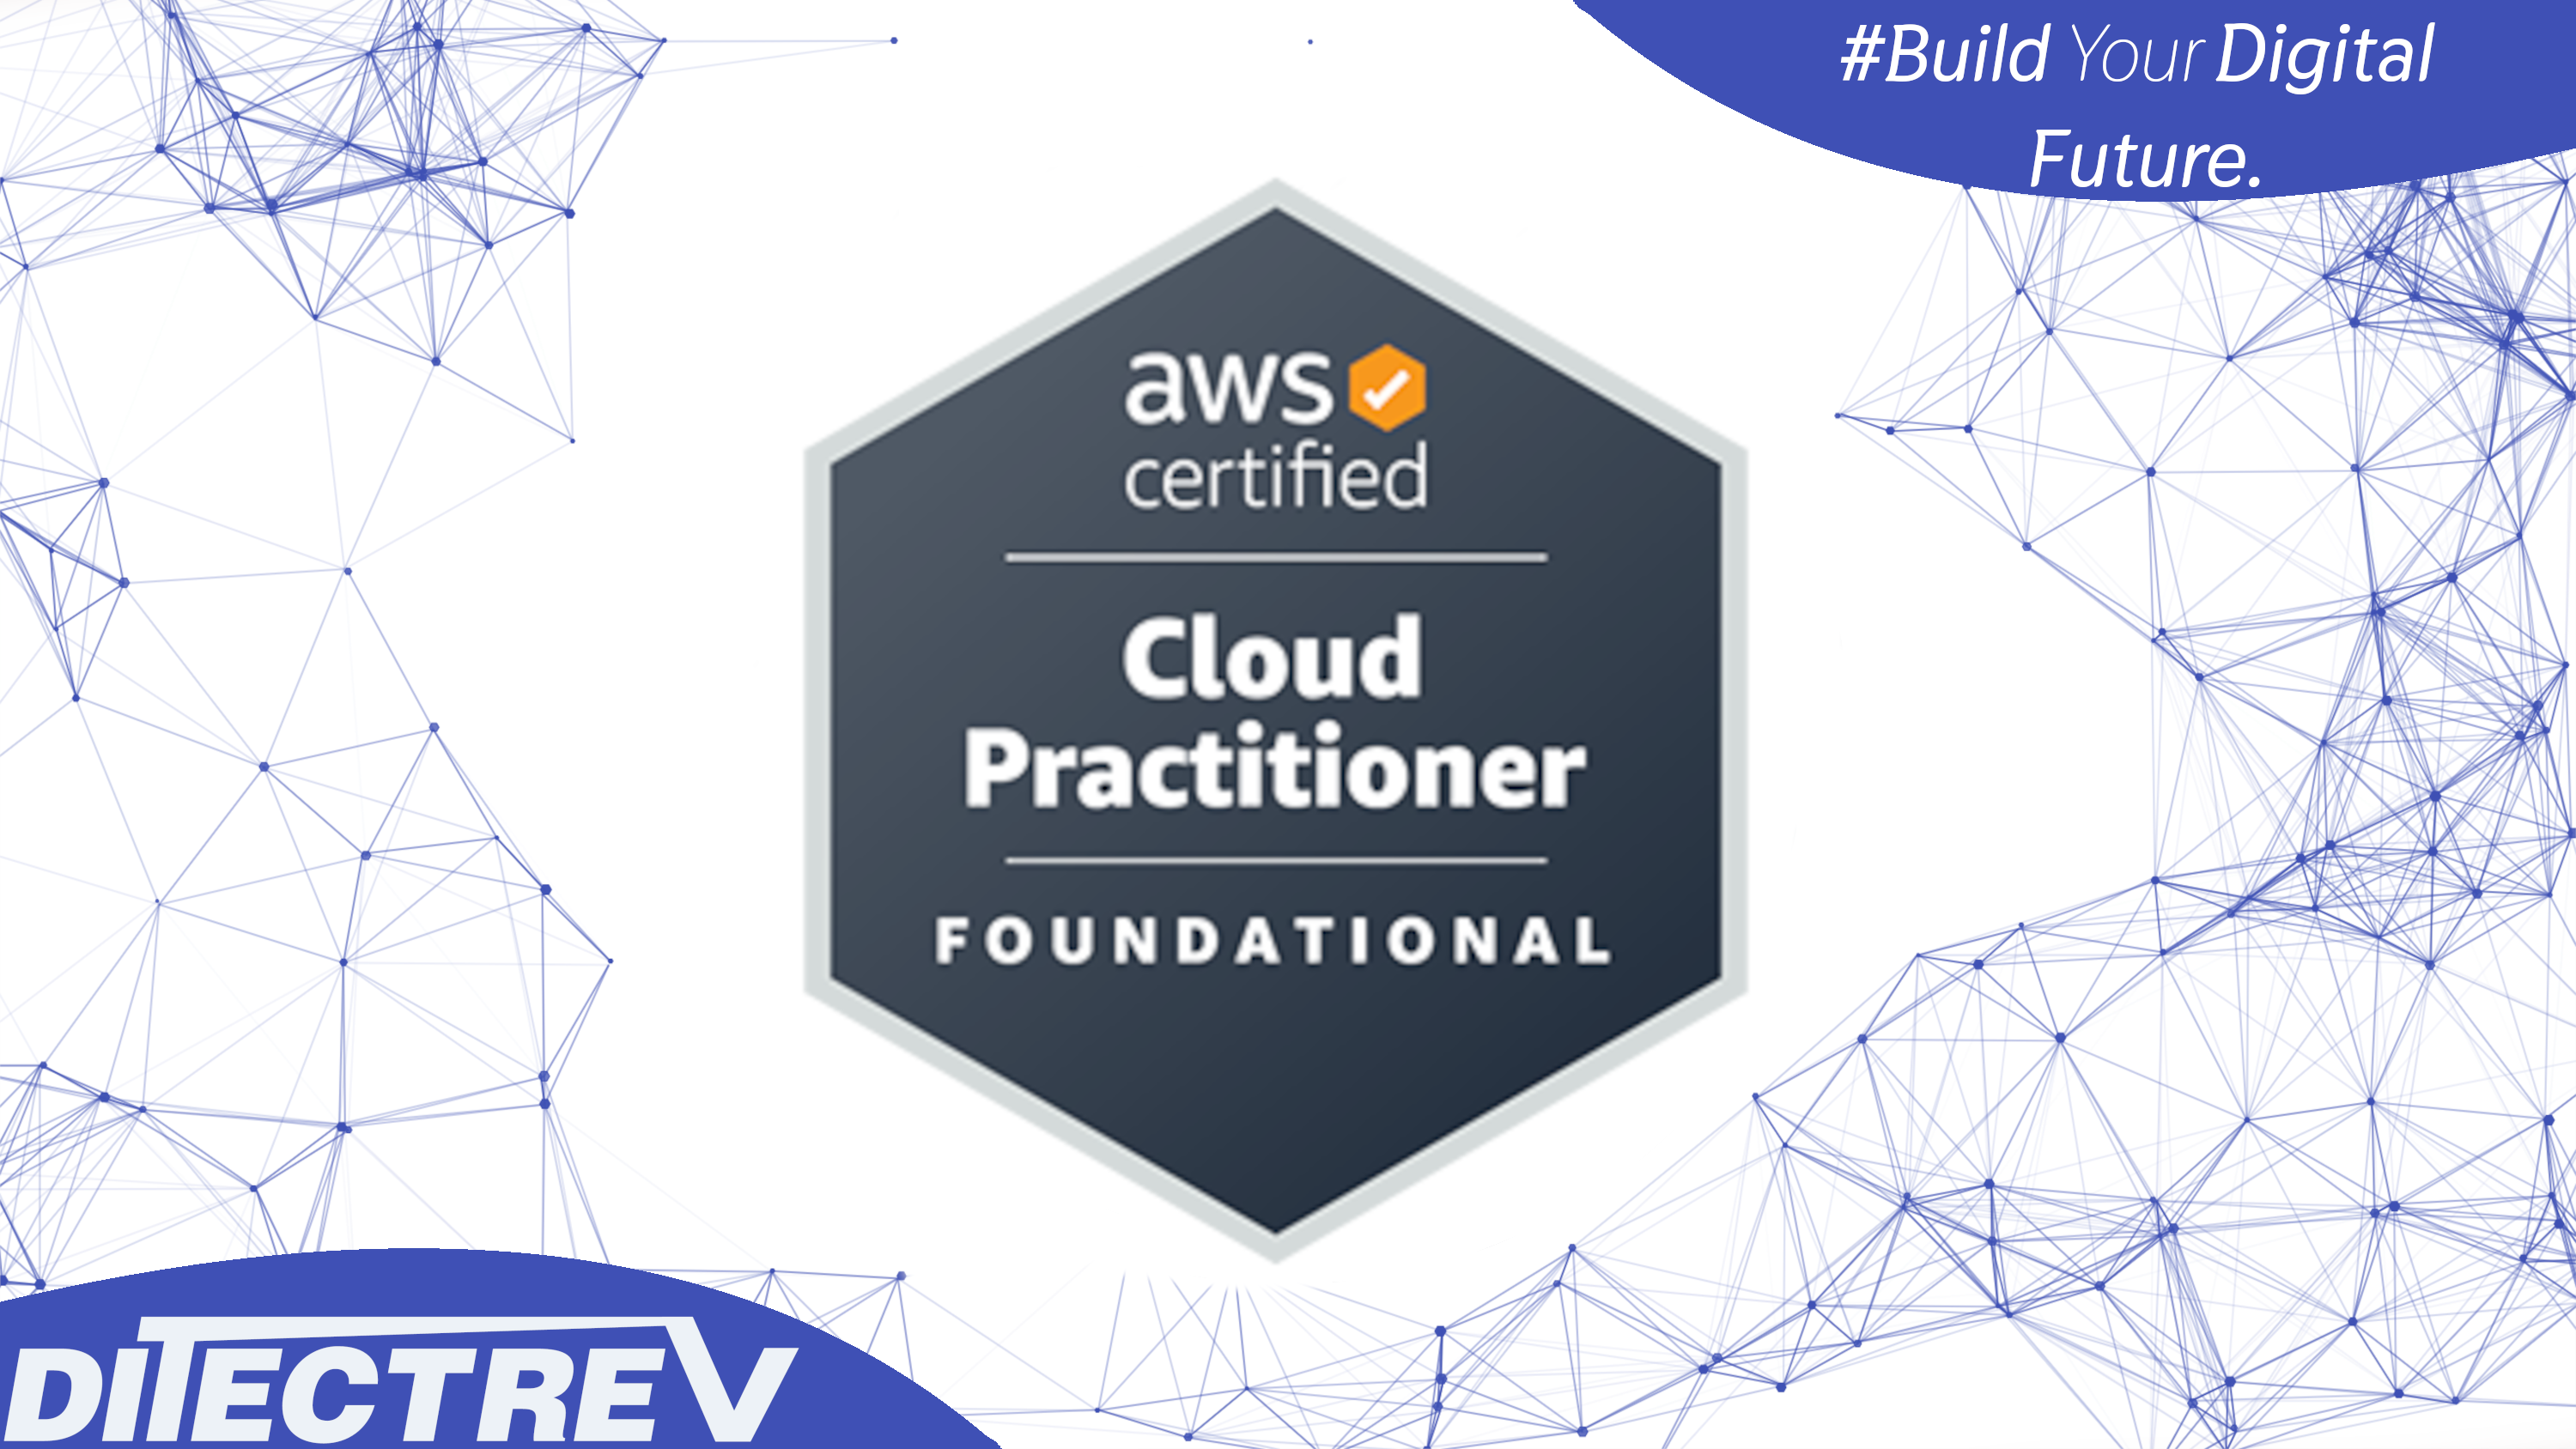 #Build Your Digital
Future.
aws
certified
Cloud
Practitioner
FOUNDATIONAL
DITECTREV